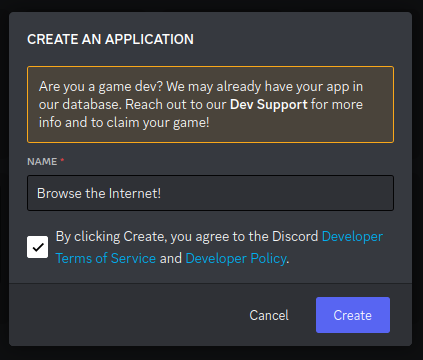 CREATE AN APPLICATION
Are you a game dev? We may already have your app in
our database. Reach out to our Dev Support for more
info and to claim your game!
NAME *
Browse the Internet!
By clicking Create, you agree to the Discord Developer
Terms of Service and Developer Policy.
Cancel Create